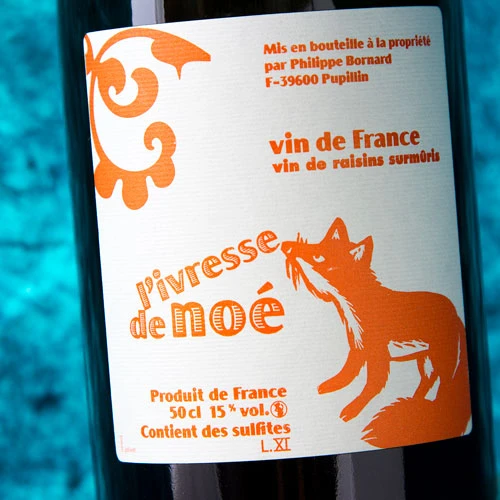 Mis en bouteille à la propriété
par Philippe Bornard
F-39600 Pupillin
vin de France
vin de raisins surmûris
l'ivresse
de noé
Produit de France
50 cl 15 % vol.
Contient des sulfites
L.XI